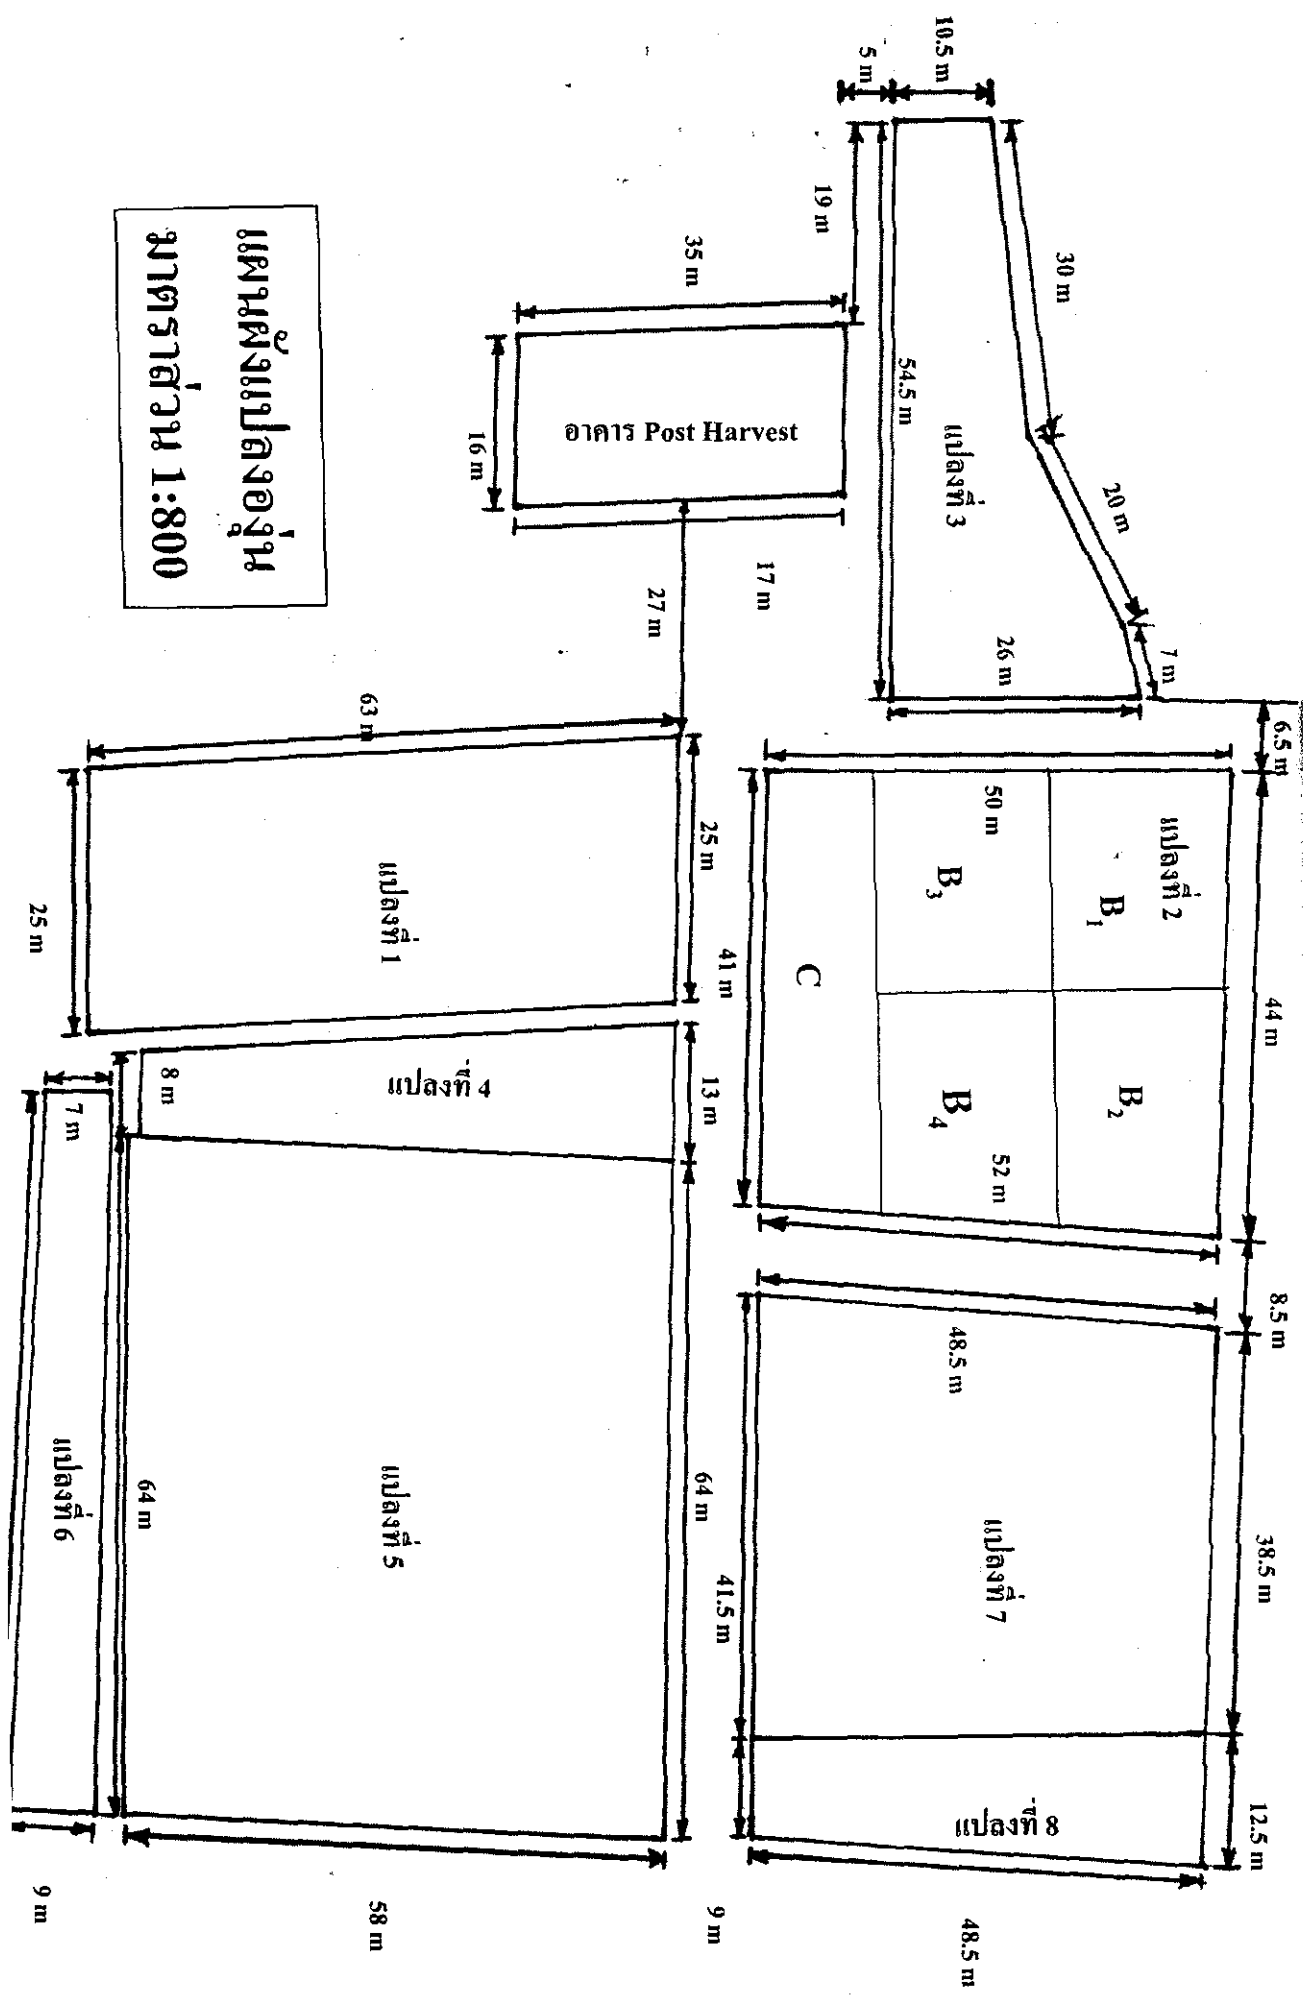 แผนผังแปลงองุ่น
มาตราส่วน 1:800
10.5 m
5 m
19 m
30 m
54.5 m
แปลงที่ 3
20 m
7 m
26 m
35 m
อาคาร Post Harvest
16 m
17 m
27 m
6.5 m
44 m
8.5 m
38.5 m
12.5 m
50 m
แปลงที่ 2
B1
B3
C
B2
B4
52 m
41 m
48.5 m
แปลงที่ 7
แปลงที่ 8
41.5 m
9 m
48.5 m
63 m
25 m
แปลงที่ 1
25 m
13 m
แปลงที่ 4
8 m
64 m
แปลงที่ 5
64 m
58 m
7 m
แปลงที่ 6
9 m